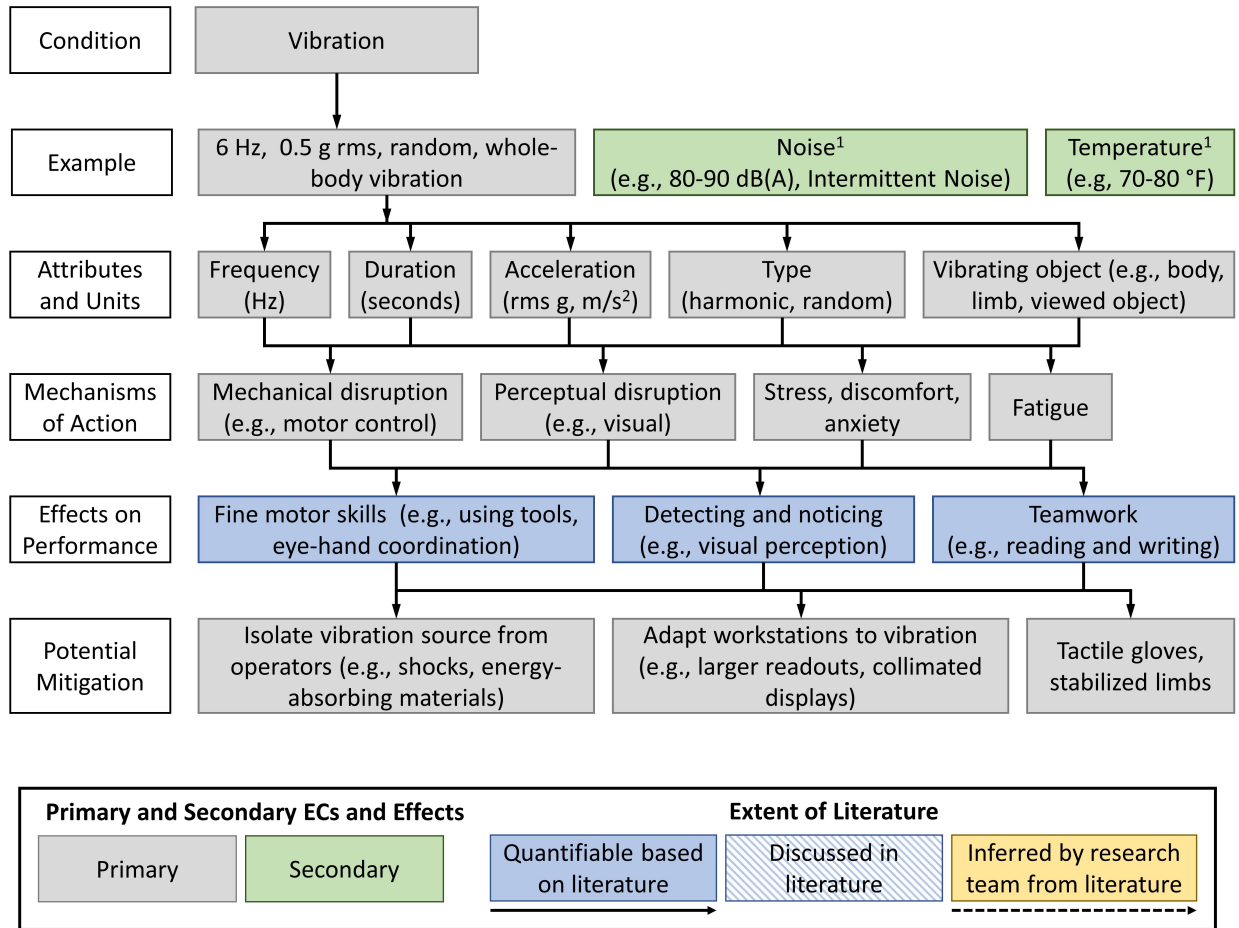 Condition
Vibration
Example
6 Hz,  0.5 g rms, random, whole-
body vibration
Noise¹
(e.g., 80-90 dB(A), Intermittent Noise)
Temperature¹
(e.g, 70-80 °F)
Attributes
and Units
Frequency
(Hz)
Duration
(seconds)
Acceleration
(rms g, m/s²)
Type
(harmonic, random)
Vibrating object (e.g., body,
limb, viewed object)
Mechanisms
of Action
Mechanical disruption
(e.g., motor control)
Perceptual disruption
(e.g., visual)
Stress, discomfort,
anxiety
Fatigue
Effects on
Performance
Fine motor skills  (e.g., using tools,
eye-hand coordination)
Detecting and noticing
(e.g., visual perception)
Teamwork
(e.g., reading and writing)
Potential
Mitigation
Isolate vibration source from
operators (e.g., shocks, energy-
absorbing materials)
Adapt workstations to vibration
(e.g., larger readouts, collimated
displays)
Tactile gloves,
stabilized limbs
Primary and Secondary ECs and Effects
Primary
Secondary
Extent of Literature
Quantifiable based
on literature
Discussed in
literature
Inferred by research
team from literature